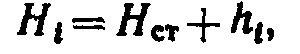 H_i = H_ст + h_i,